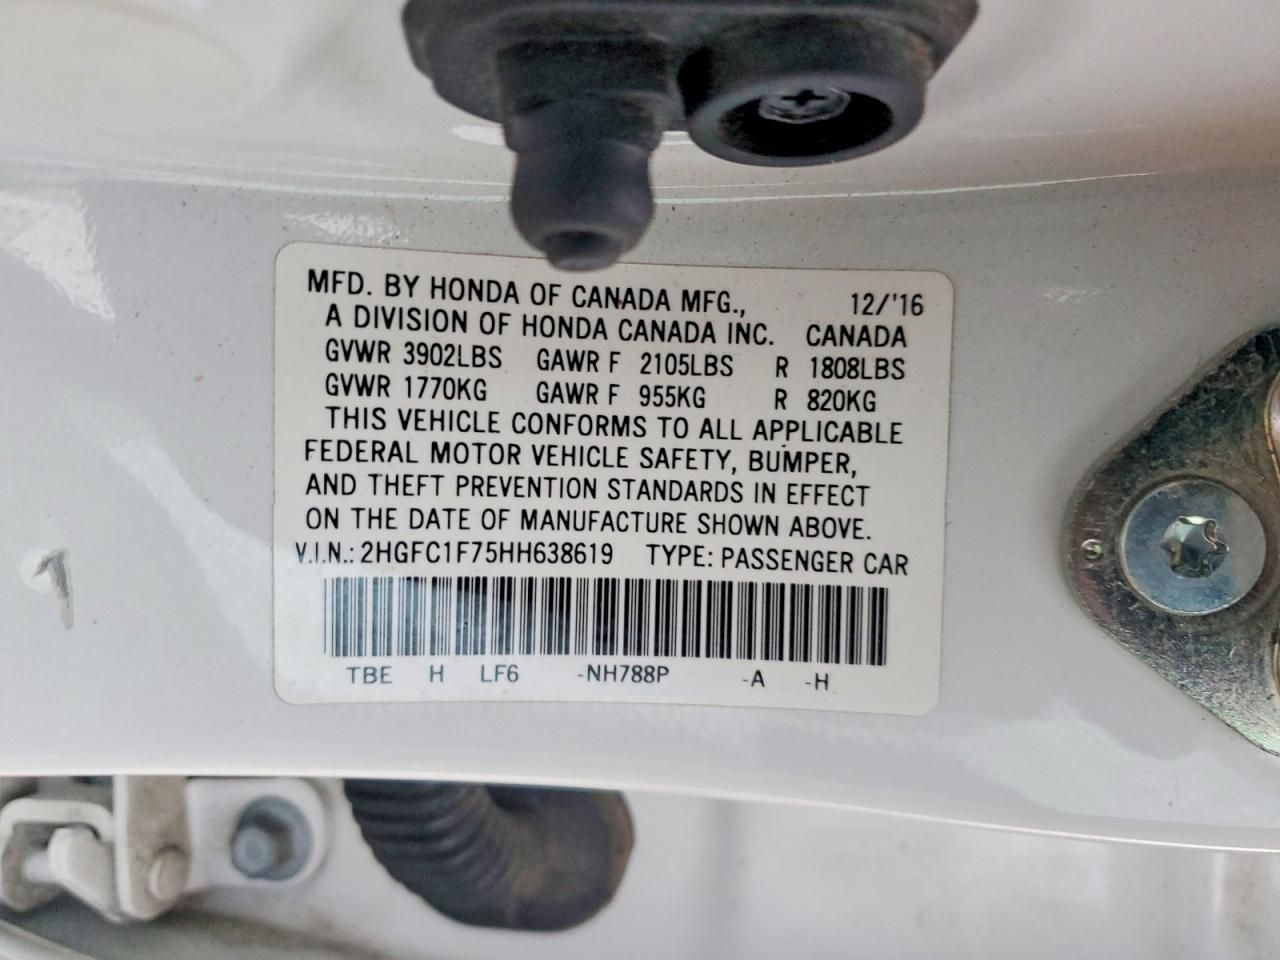 MFD. BY HONDA OF CANADA MFG., 12/'16
A DIVISION OF HONDA CANADA INC. CANADA
GVWR 3902LBS GAWR F 2105LBS R 1808LBS
GVWR 1770KG GAWR F 955KG R 820KG
THIS VEHICLE CONFORMS TO ALL APPLICABLE
FEDERAL MOTOR VEHICLE SAFETY, BUMPER,
AND THEFT PREVENTION STANDARDS IN EFFECT
ON THE DATE OF MANUFACTURE SHOWN ABOVE.
V.I.N.: 2HGFC1F75HH638619 TYPE: PASSENGER CAR
TBE H LF6 -NH788P -A -H